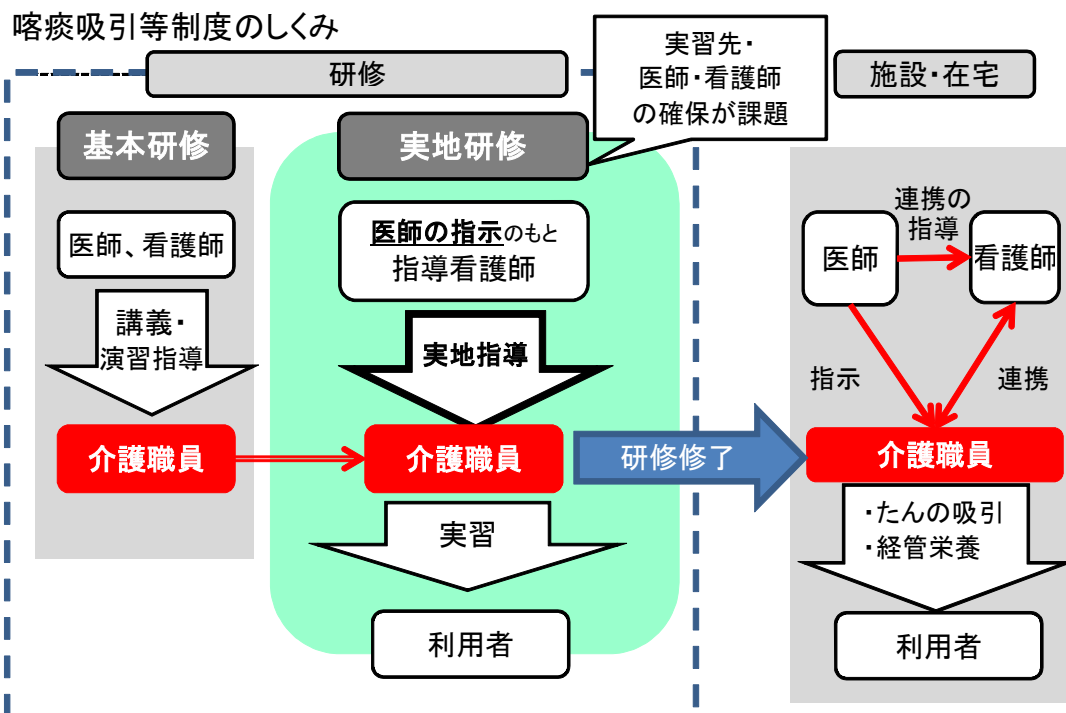 喀痰吸引等制度のしくみ
研修
実習先・
医師・看護師
の確保が課題
施設・在宅
基本研修
実地研修
医師、看護師
医師の指示のもと
指導看護師
連携の
指導
医師
看護師
講義・
演習指導
実地指導
指示
連携
介護職員
介護職員
研修修了
介護職員
実習
・たんの吸引
・経管栄養
利用者
利用者